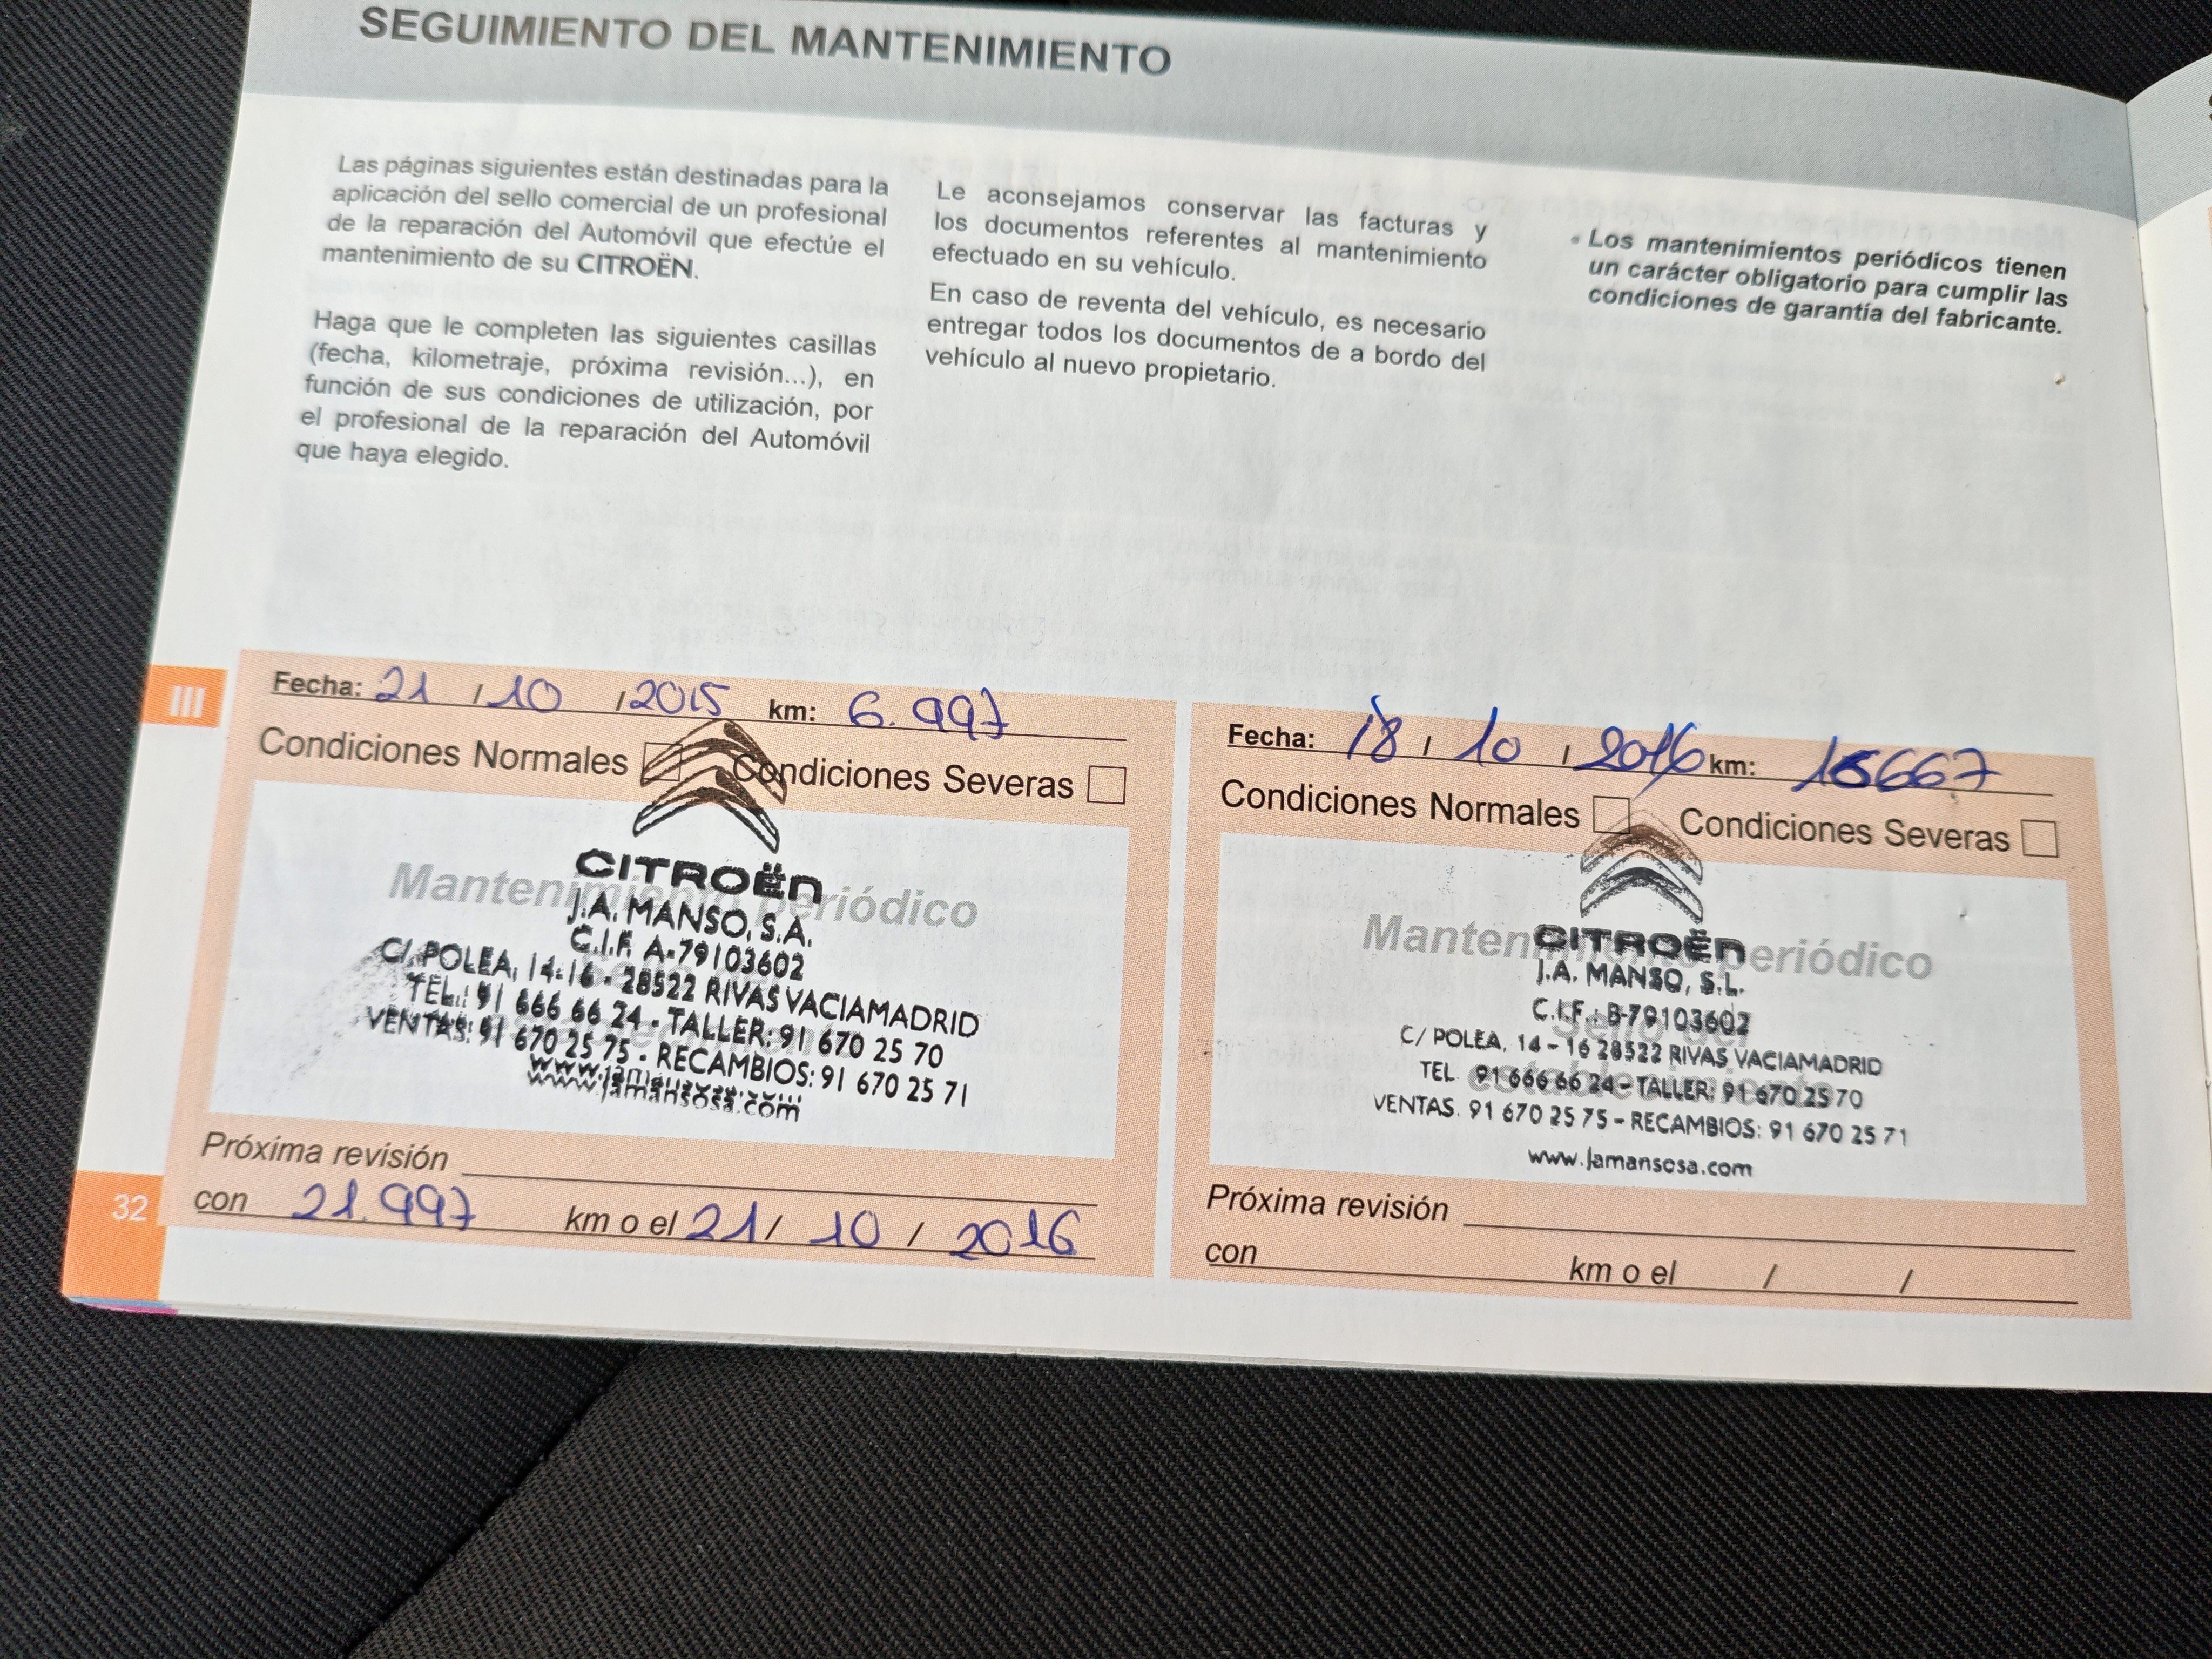 SEGUIMIENTO DEL MANTENIMIENTO
Las páginas siguientes están destinadas para la
aplicación del sello comercial de un profesional
de la reparación del Automóvil que efectúe el
mantenimiento de su CITROËN.
Haga que le completen las siguientes casillas
(fecha, kilometraje, próxima revisión...), en
función de sus condiciones de utilización, por
el profesional de la reparación del Automóvil
que haya elegido.
Le aconsejamos conservar las facturas y
los documentos referentes al mantenimiento
efectuado en su vehículo.
En caso de reventa del vehículo, es necesario
entregar todos los documentos de a bordo del
vehículo al nuevo propietario.
Los mantenimientos periódicos tienen
un carácter obligatorio para cumplir las
condiciones de garantía del fabricante.
III
Fecha: 21 / 10 / 2015 km: 6.997
Condiciones Normales Condiciones Severas
Mantenimiento periódico
CITROËN
J.A. MANSO, S.A.
C.I.F. A-79103602
C/. POLEA, 14-16 - 28522 RIVAS VACIAMADRID
TEL.: 91 666 66 24 - TALLER: 91 670 25 70
VENTAS: 91 670 25 75 - RECAMBIOS: 91 670 25 71
www.jamansosa.com
Próxima revisión
con 21.997 km o el 21 / 10 / 2016
Fecha: 18 / 10 / 2016 km:
Condiciones Normales Condiciones Severas
Mantenimiento periódico
CITROËN
J.A. MANSO, S.L.
C.I.F.: B-79103602
Sello del
establecimiento
C/ POLEA, 14 - 16 28522 RIVAS VACIAMADRID
TEL. 91 666 66 24 - TALLER: 91 670 25 70
VENTAS. 91 670 25 75 - RECAMBIOS: 91 670 25 71
www.jamansosa.com
Próxima revisión
con km o el / /
32